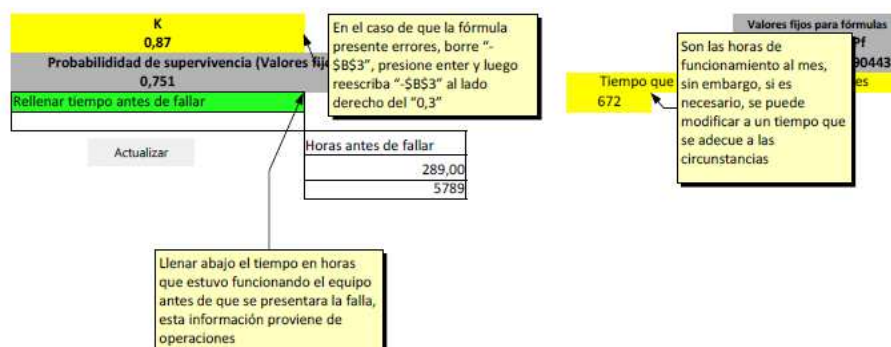 K
0,87
Probabilididad de supervivencia (Valores fij
0,751
Rellenar tiempo antes de fallar
Actualizar
Horas antes de fallar
289,00
5789
En el caso de que la fórmula
presente errores, borre “-
$B$3”, presione enter y luego
reescriba “-$B$3” al lado
derecho del “0,3”
Llenar abajo el tiempo en horas
que estuvo funcionando el equipo
antes de que se presentara la falla,
esta información proviene de
operaciones
Valores fijos para fórmulas
Pf
90443
Tiempo que
es
672
Son las horas de
funcionamiento al mes,
sin embargo, si es
necesario, se puede
modificar a un tiempo que
se adecue a las
circunstancias